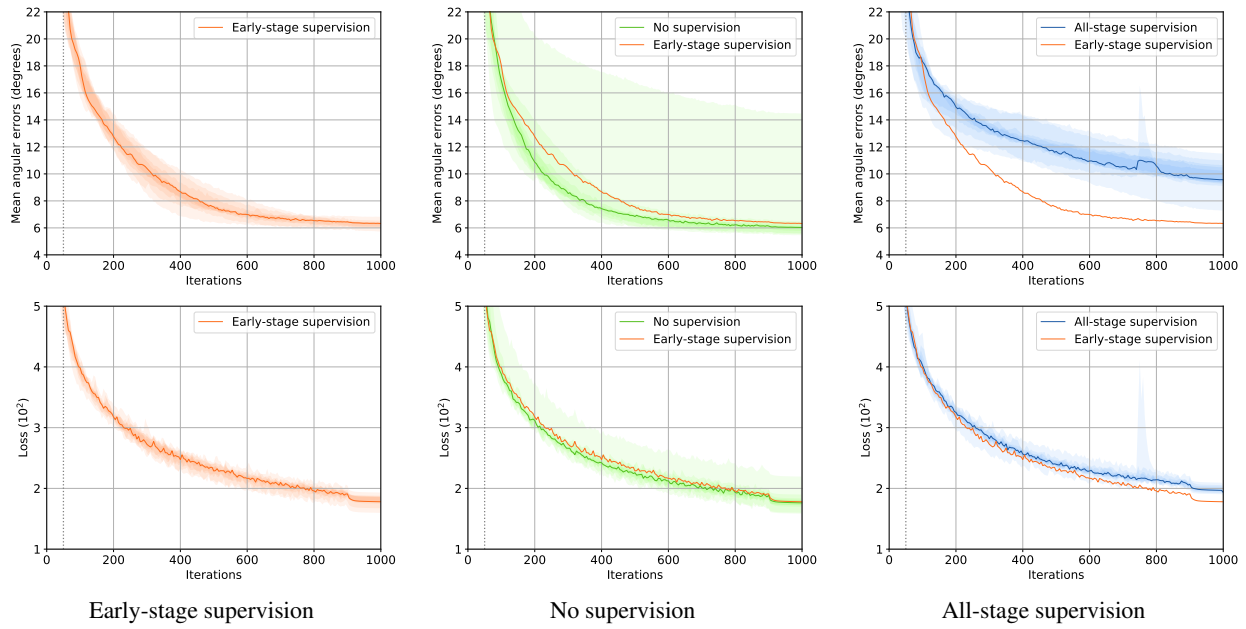 Early-stage supervision
Mean angular errors (degrees)
22
20
18
16
14
12
10
8
6
4
0 200 400 600 800 1000
Iterations
No supervision
Early-stage supervision
Mean angular errors (degrees)
22
20
18
16
14
12
10
8
6
4
0 200 400 600 800 1000
Iterations
All-stage supervision
Early-stage supervision
Mean angular errors (degrees)
22
20
18
16
14
12
10
8
6
4
0 200 400 600 800 1000
Iterations
Early-stage supervision
Loss (10²)
5
4
3
2
1
0 200 400 600 800 1000
Iterations
No supervision
Early-stage supervision
Loss (10²)
5
4
3
2
1
0 200 400 600 800 1000
Iterations
All-stage supervision
Early-stage supervision
Loss (10²)
5
4
3
2
1
0 200 400 600 800 1000
Iterations
Early-stage supervision
No supervision
All-stage supervision